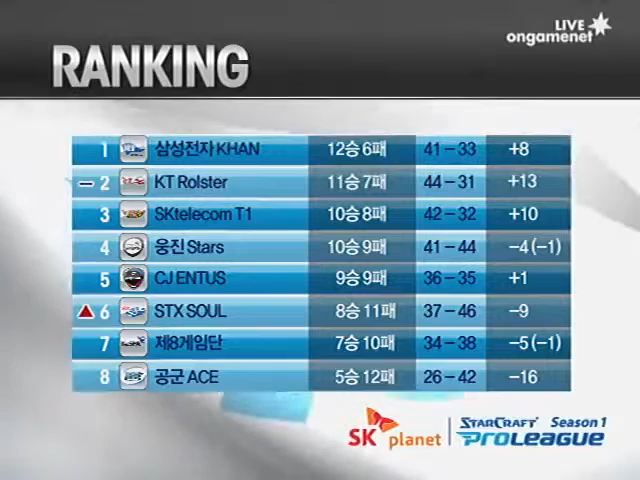 LIVE
ongamenet
RANKING
1 삼성전자 KHAN 12승 6패 41-33 +8
2 KT Rolster 11승 7패 44-31 +13
3 SKtelecom T1 10승 8패 42-32 +10
4 웅진 Stars 10승 9패 41-44 -4(-1)
5 CJ ENTUS 9승 9패 36-35 +1
6 STX SOUL 8승 11패 37-46 -9
7 제8게임단 7승 10패 34-38 -5(-1)
8 공군 ACE 5승 12패 26-42 -16
SK planet
STARCRAFT Season 1
PROLEAGUE